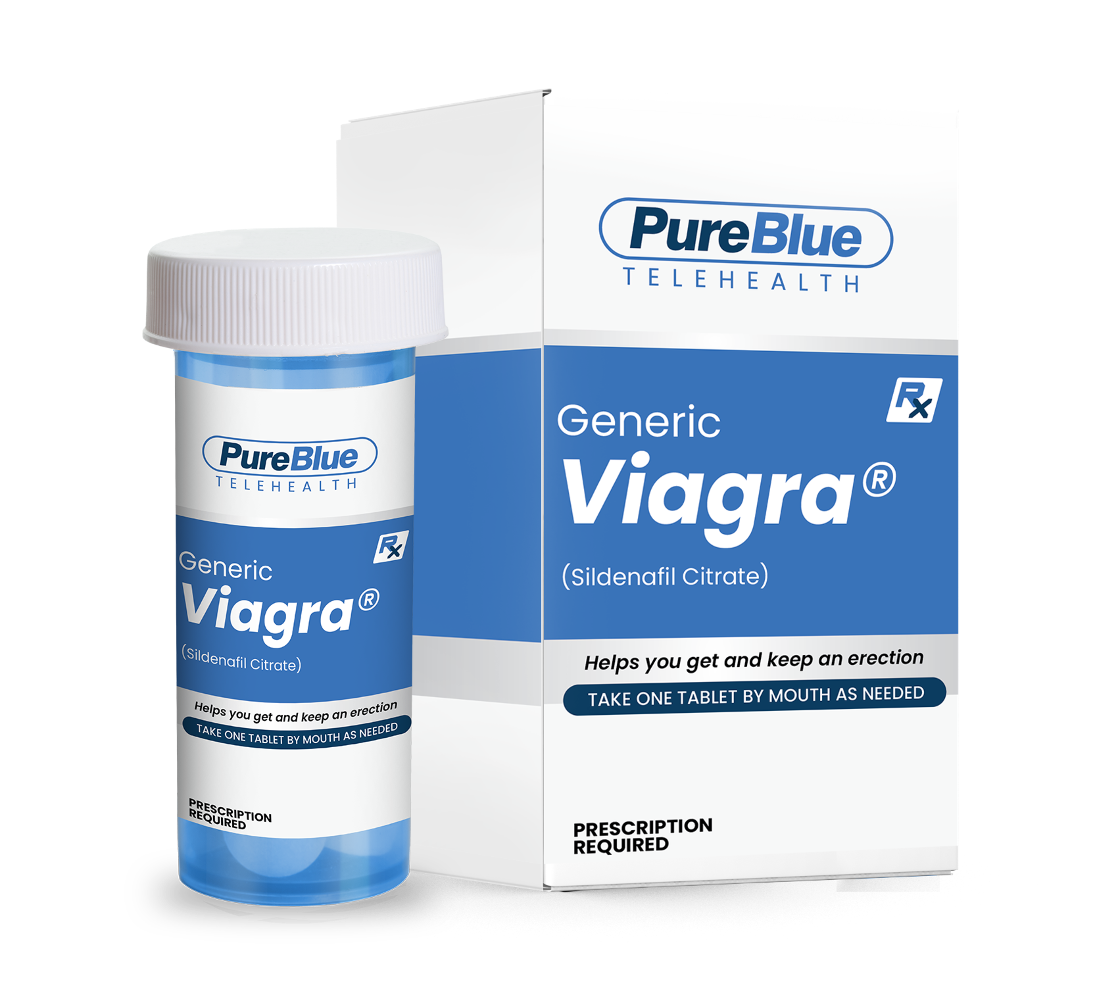 PureBlue
TELEHEALTH
Rx
Generic
Viagra®
(Sildenafil Citrate)
Helps you get and keep an erection
TAKE ONE TABLET BY MOUTH AS NEEDED
PRESCRIPTION
REQUIRED
PureBlue
TELEHEALTH
Rx
Generic
Viagra®
(Sildenafil Citrate)
Helps you get and keep an erection
TAKE ONE TABLET BY MOUTH AS NEEDED
PRESCRIPTION
REQUIRED